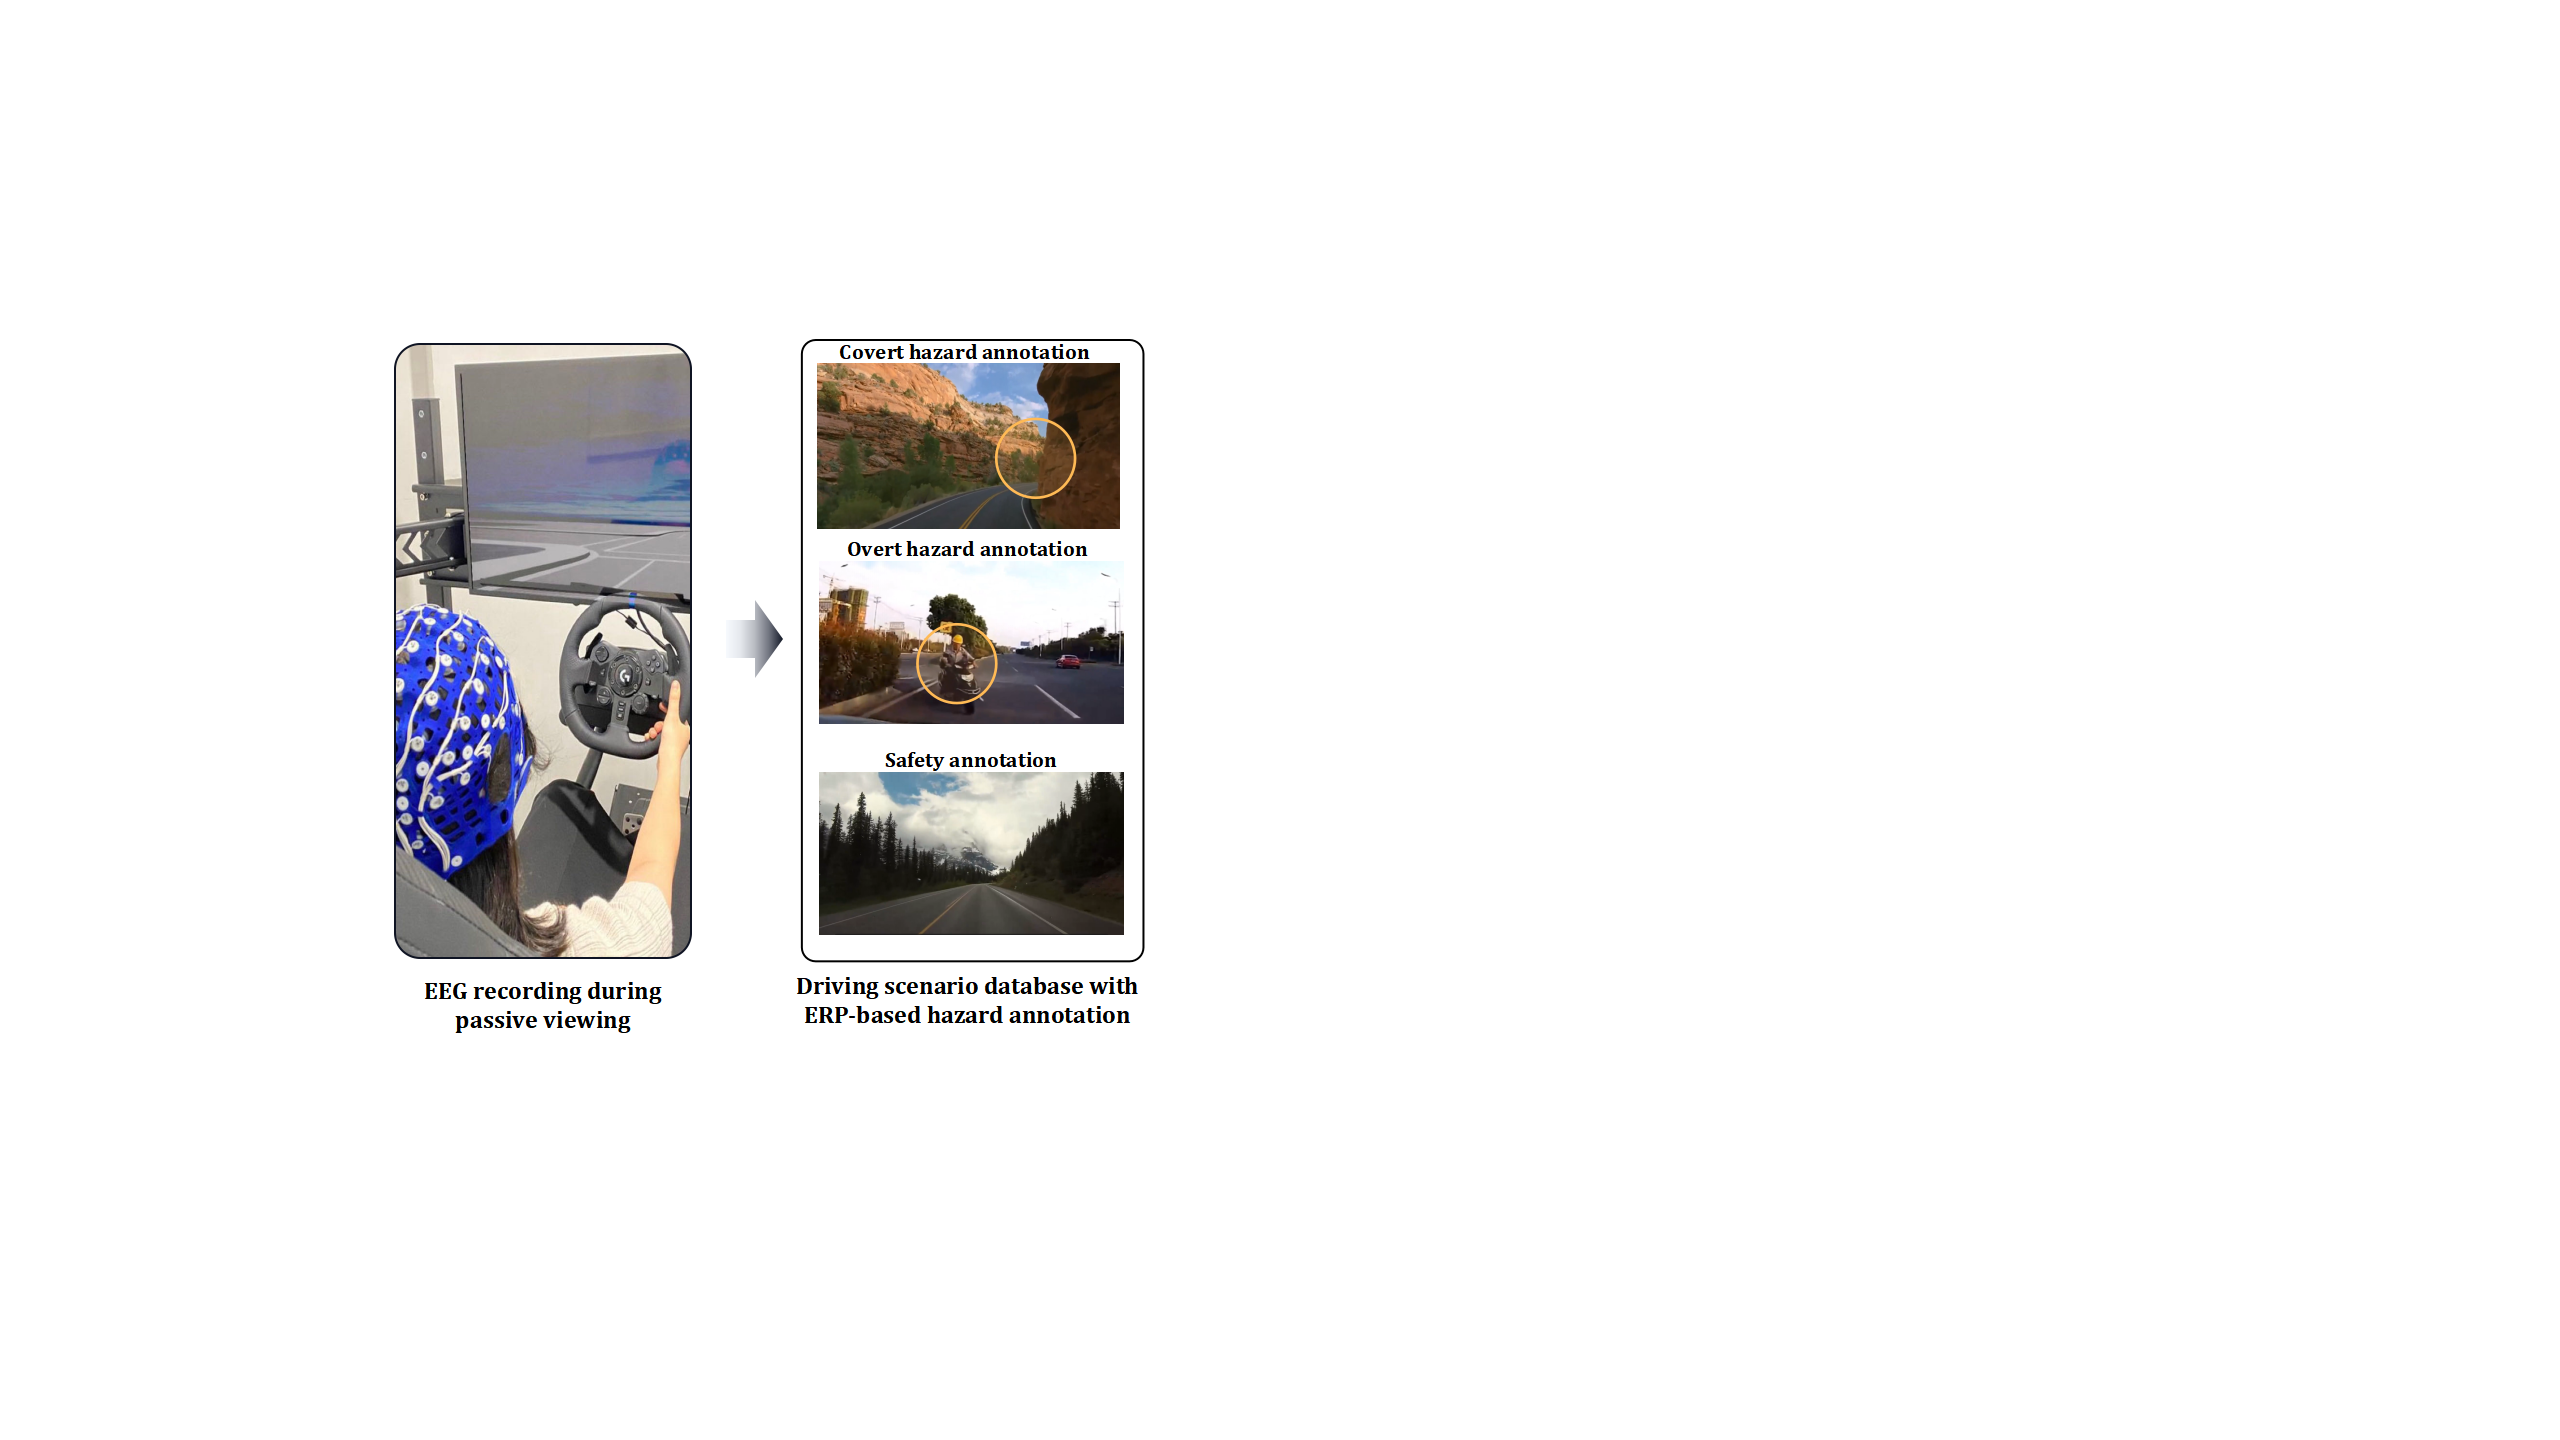 Covert hazard annotation
Overt hazard annotation
Safety annotation
EEG recording during
passive viewing
Driving scenario database with
ERP-based hazard annotation